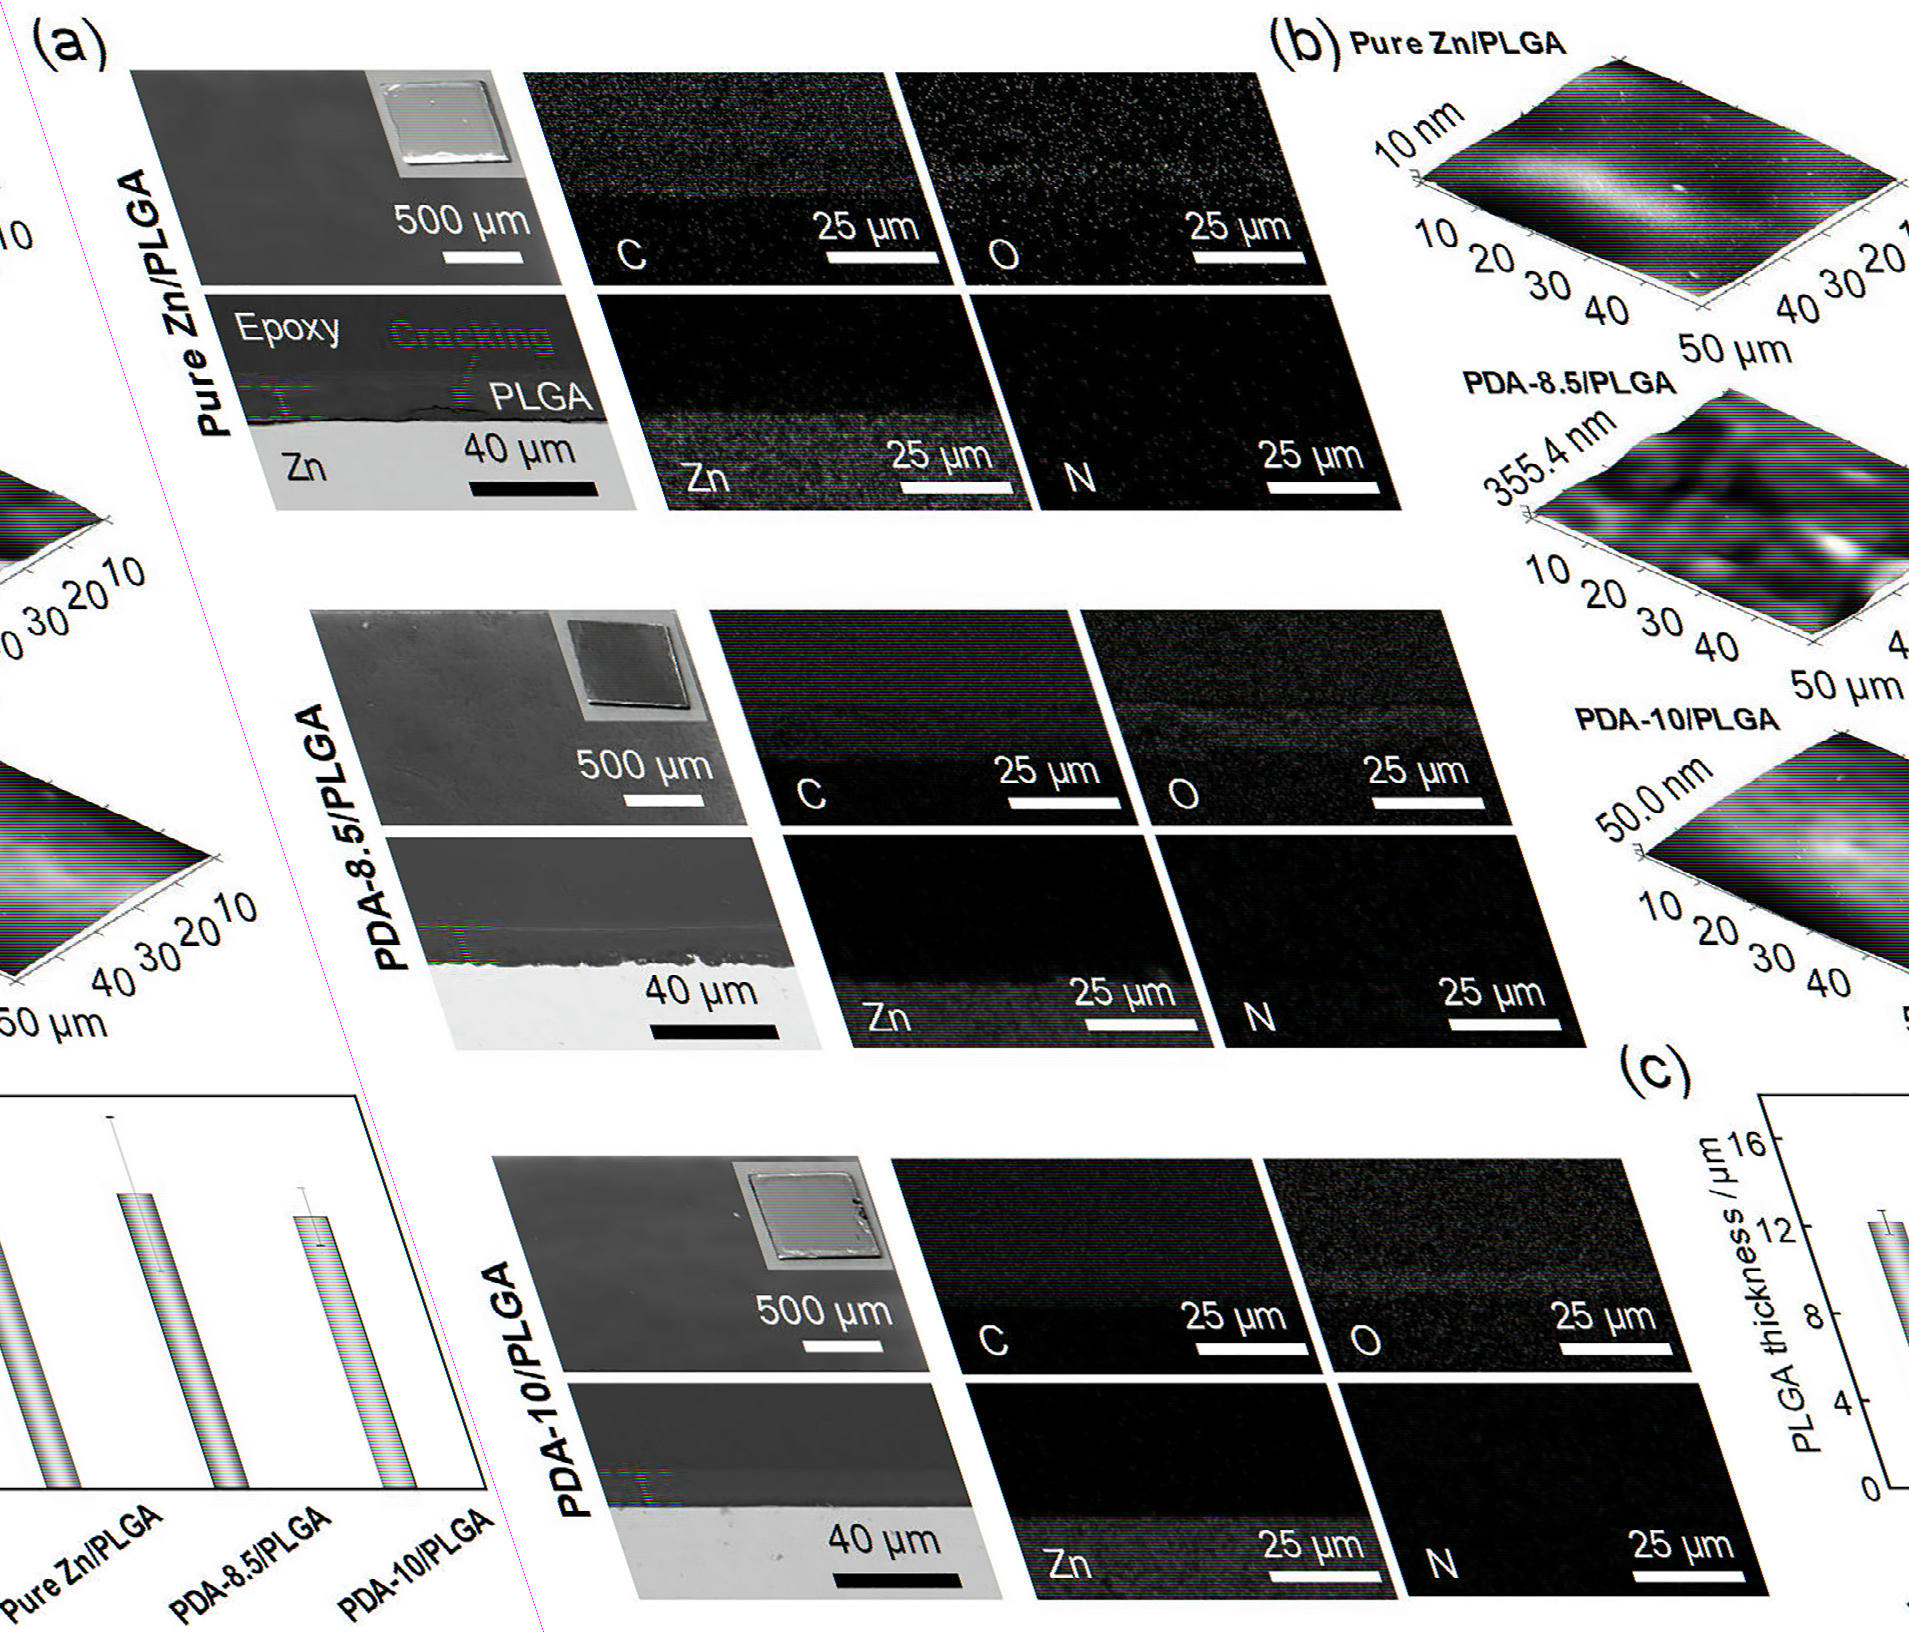 (a)
Pure Zn/PLGA
500 µm
25 µm
C
25 µm
O
Epoxy
Cracking
PLGA
40 µm
Zn
25 µm
Zn
25 µm
N
PDA-8.5/PLGA
500 µm
25 µm
C
25 µm
O
40 µm
25 µm
Zn
25 µm
N
PDA-10/PLGA
500 µm
25 µm
C
25 µm
O
40 µm
25 µm
Zn
25 µm
N
(b)
Pure Zn/PLGA
10 nm
10
20
30
40
50 µm
40
30
20
PDA-8.5/PLGA
355.4 nm
10
20
30
40
50 µm
PDA-10/PLGA
50.0 nm
10
20
30
40
10
30
20
10
40
30
20
10
50 µm
(c)
PLGA thickness / µm
16
12
8
4
0
Pure Zn/PLGA
PDA-8.5/PLGA
PDA-10/PLGA